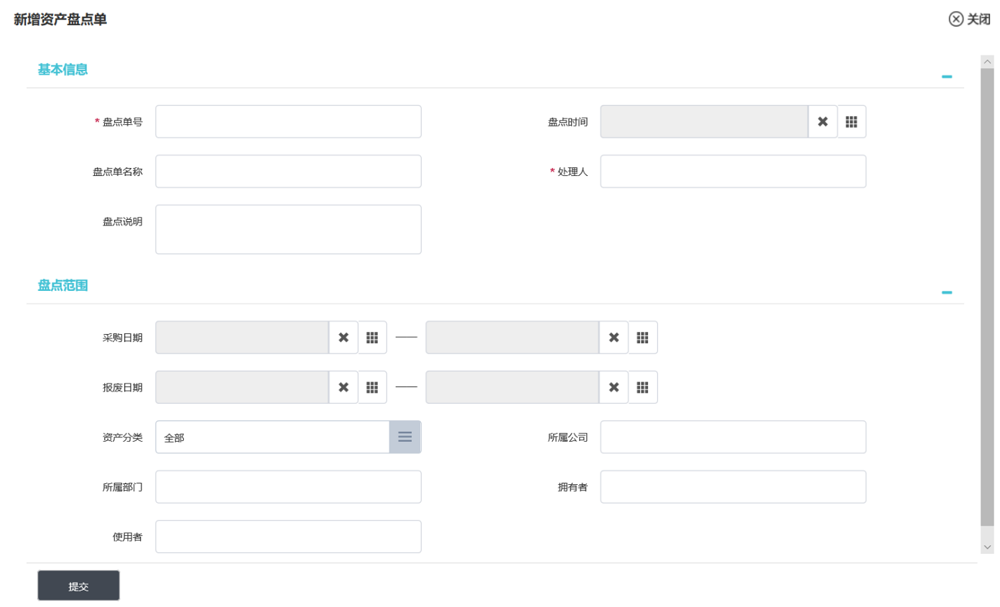 新增资产盘点单
关闭
基本信息
* 盘点单号
盘点时间
盘点单名称
* 处理人
盘点说明
盘点范围
采购日期
报废日期
资产分类 全部
所属公司
所属部门
拥有者
使用者
提交